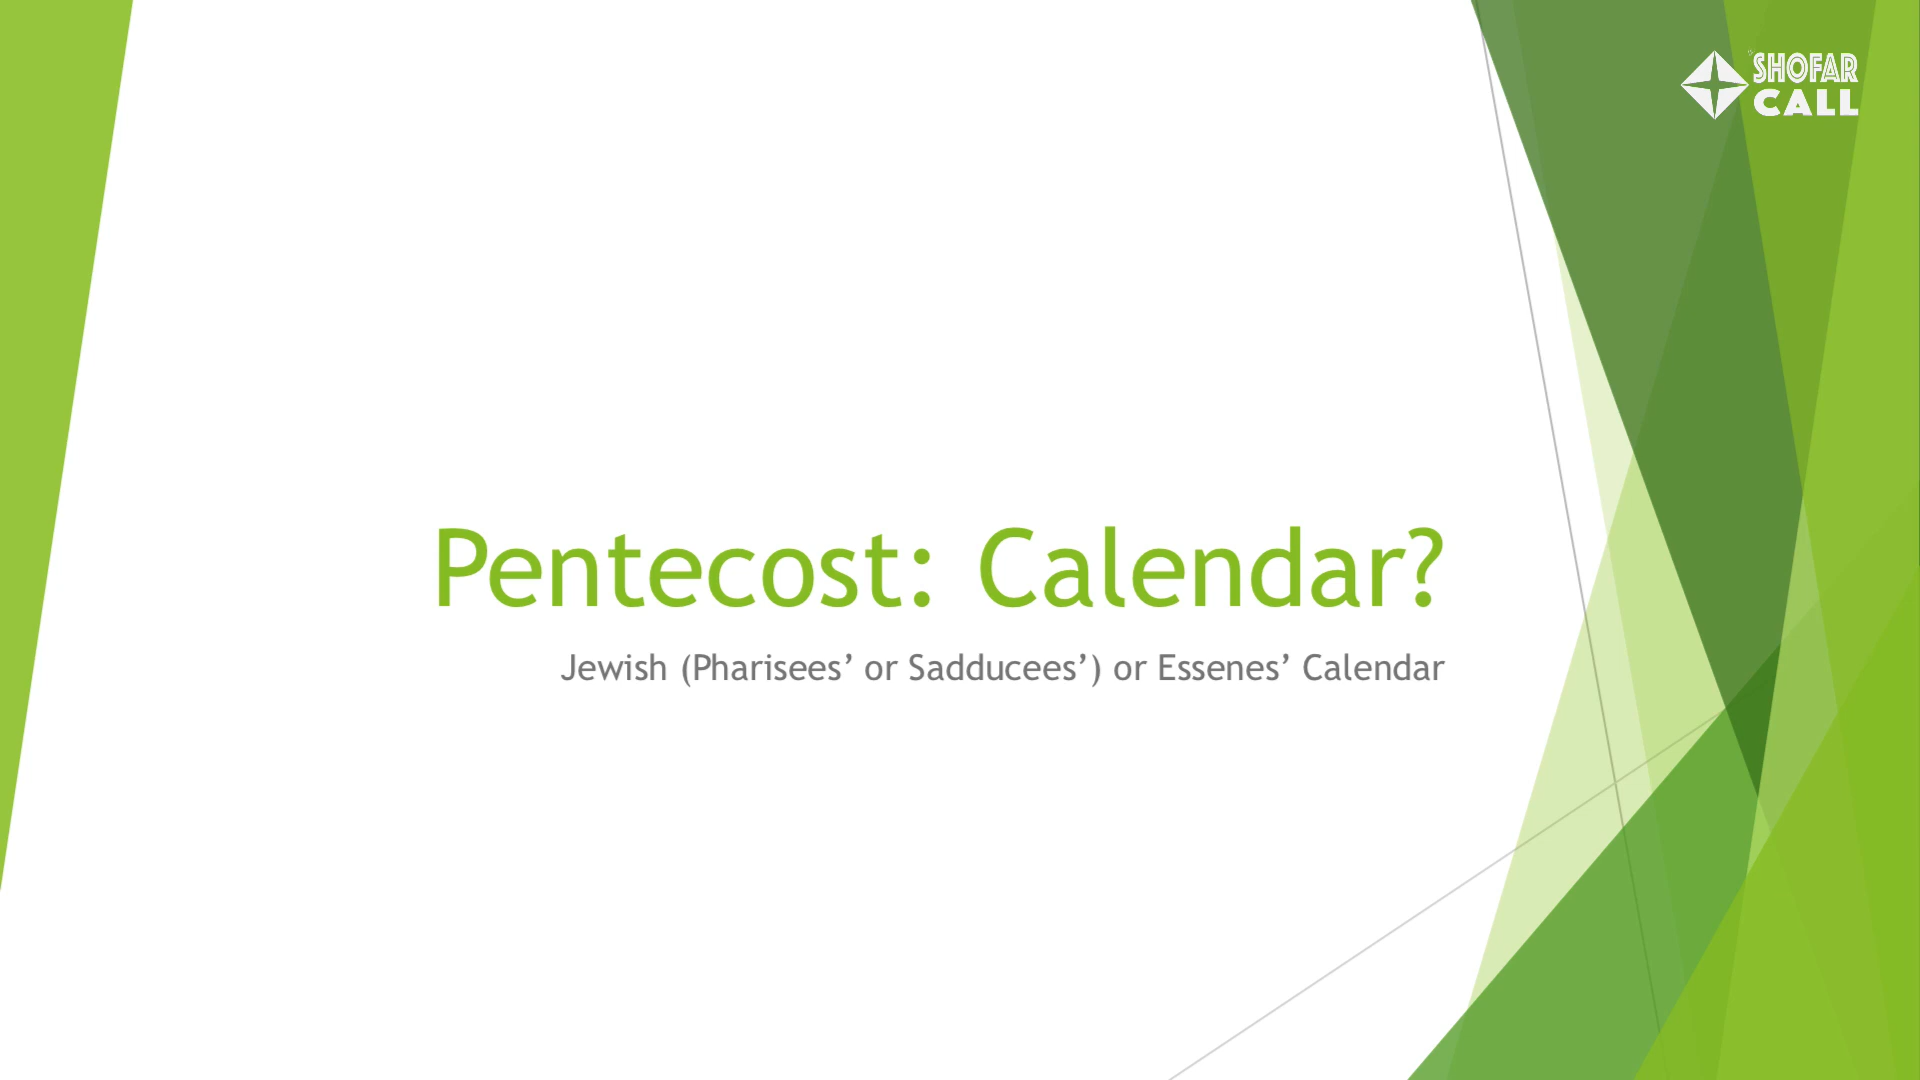 SHOFAR
CALL
Pentecost: Calendar?
Jewish (Pharisees’ or Sadducees’) or Essenes’ Calendar